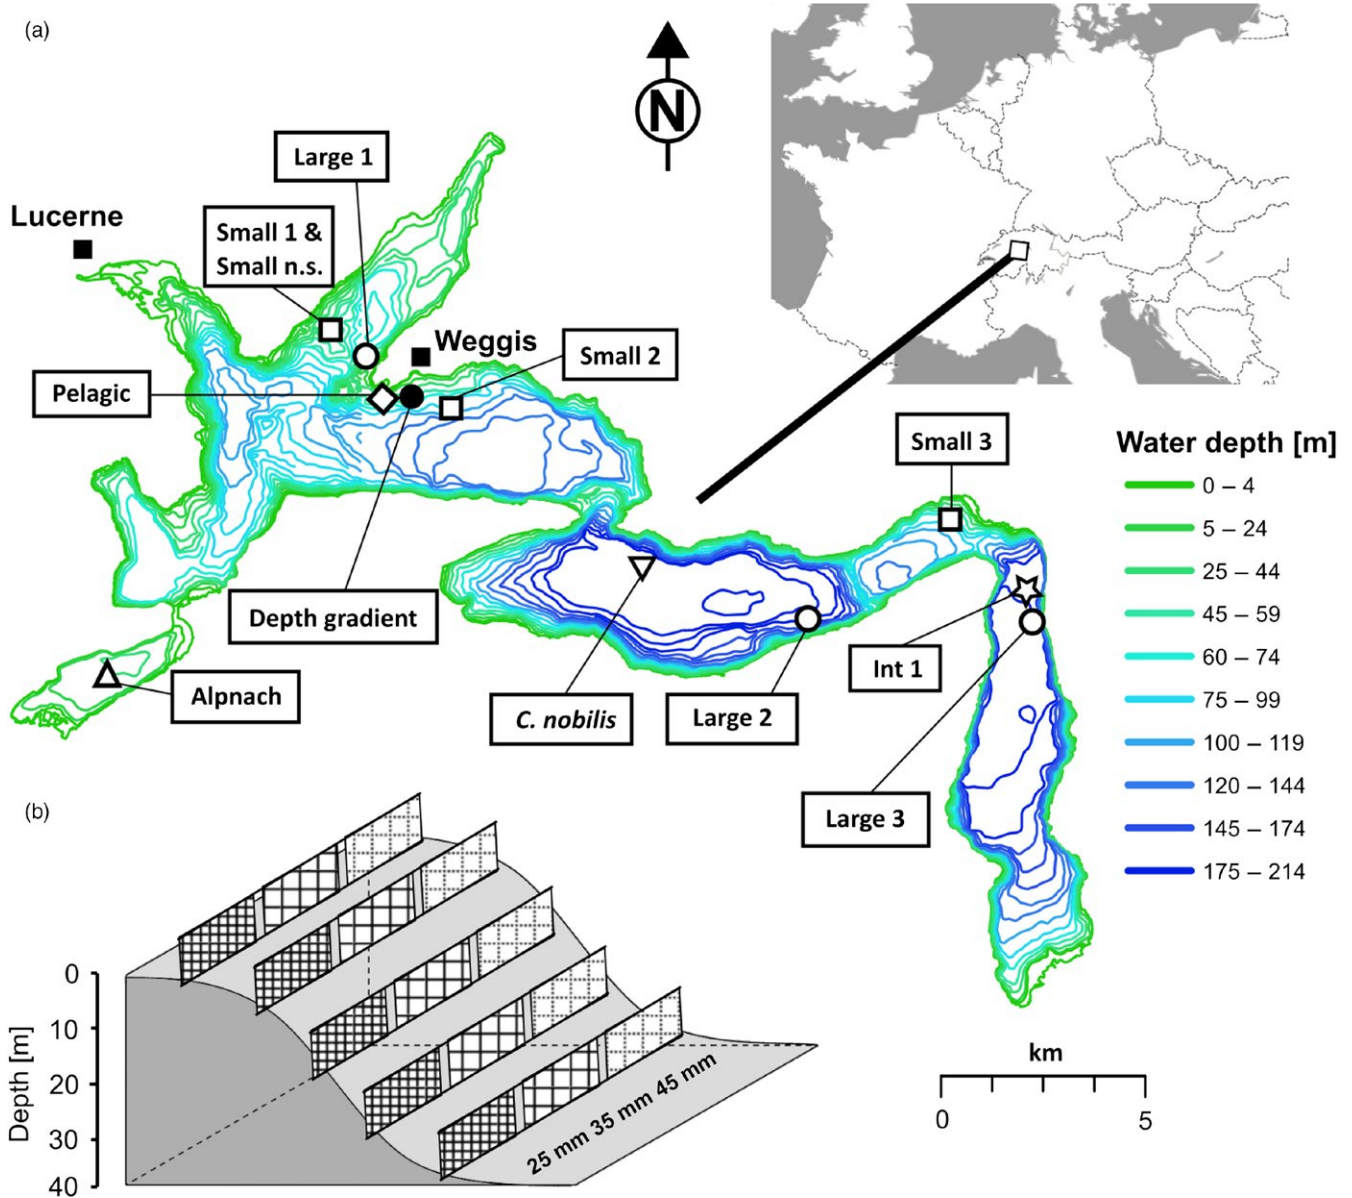 (a)
N
Large 1
Lucerne
Small 1 &
Small n.s.
Weggis
Small 2
Pelagic
Small 3
Water depth [m]
0 – 4
5 – 24
25 – 44
45 – 59
60 – 74
75 – 99
100 – 119
120 – 144
145 – 174
175 – 214
Depth gradient
Alpnach
C. nobilis
Large 2
Int 1
Large 3
(b)
Depth [m]
0
10
20
30
40
25 mm 35 mm 45 mm
km
0 5